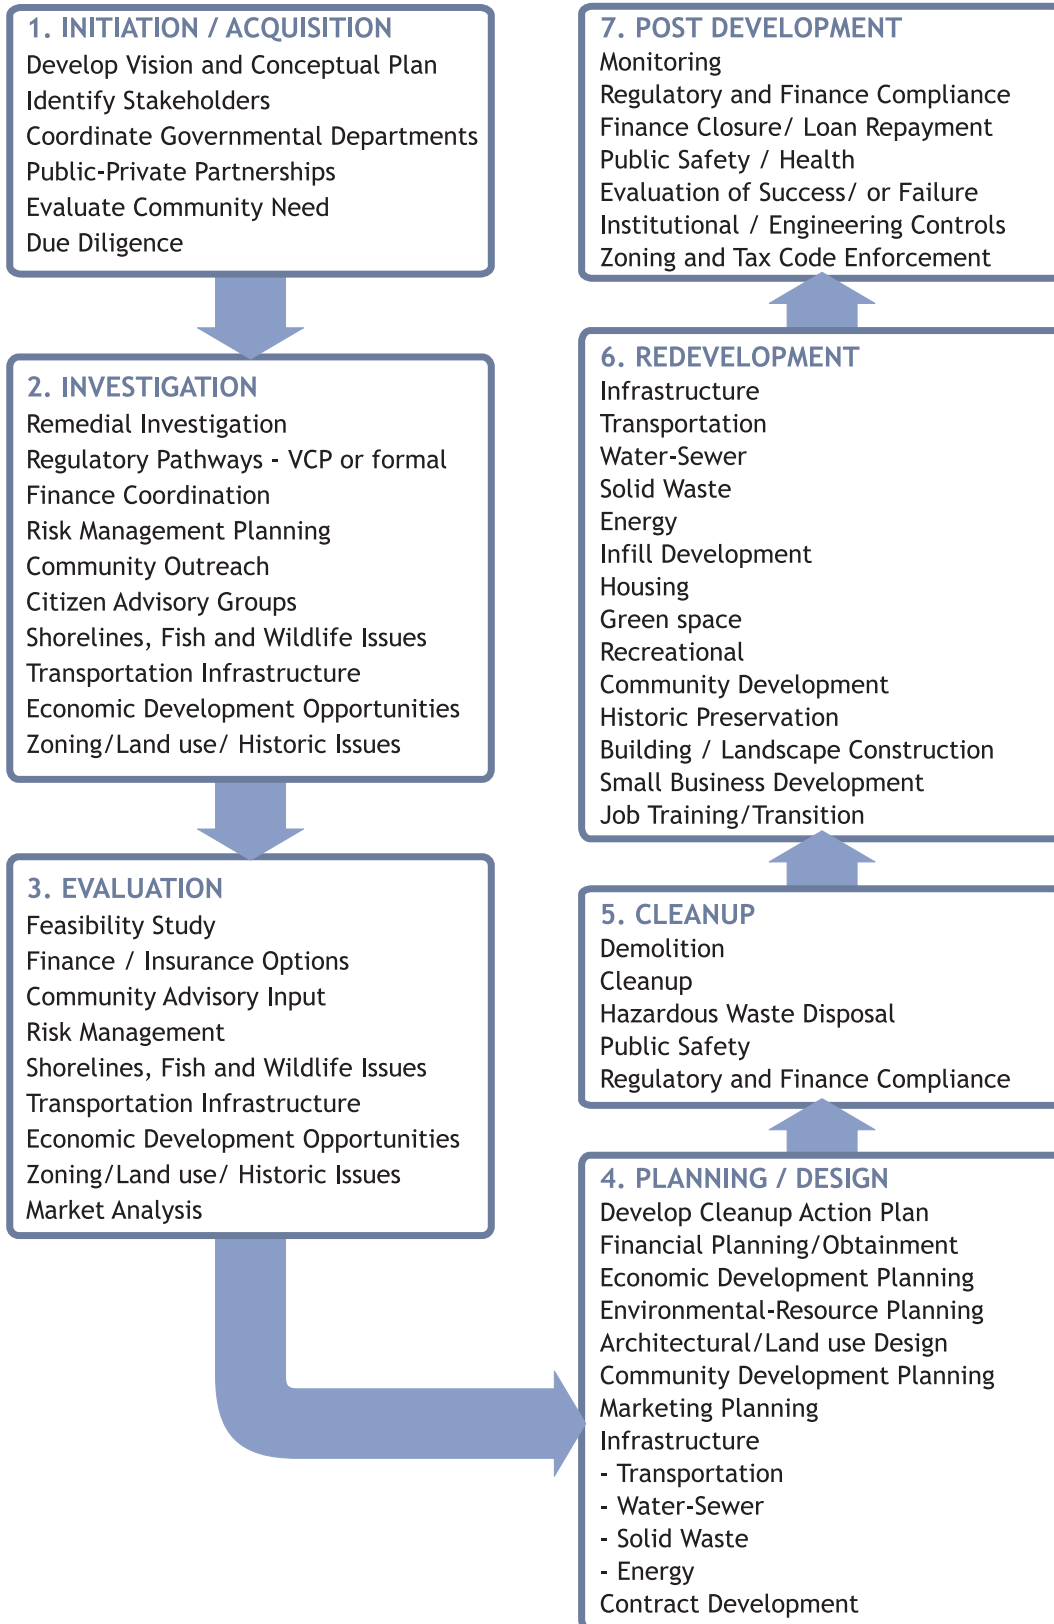 1. INITIATION / ACQUISITION
Develop Vision and Conceptual Plan
Identify Stakeholders
Coordinate Governmental Departments
Public-Private Partnerships
Evaluate Community Need
Due Diligence
2. INVESTIGATION
Remedial Investigation
Regulatory Pathways - VCP or formal
Finance Coordination
Risk Management Planning
Community Outreach
Citizen Advisory Groups
Shorelines, Fish and Wildlife Issues
Transportation Infrastructure
Economic Development Opportunities
Zoning/Land use/ Historic Issues
3. EVALUATION
Feasibility Study
Finance / Insurance Options
Community Advisory Input
Risk Management
Shorelines, Fish and Wildlife Issues
Transportation Infrastructure
Economic Development Opportunities
Zoning/Land use/ Historic Issues
Market Analysis
4. PLANNING / DESIGN
Develop Cleanup Action Plan
Financial Planning/Obtainment
Economic Development Planning
Environmental-Resource Planning
Architectural/Land use Design
Community Development Planning
Marketing Planning
Infrastructure
- Transportation
- Water-Sewer
- Solid Waste
- Energy
Contract Development
5. CLEANUP
Demolition
Cleanup
Hazardous Waste Disposal
Public Safety
Regulatory and Finance Compliance
6. REDEVELOPMENT
Infrastructure
Transportation
Water-Sewer
Solid Waste
Energy
Infill Development
Housing
Green space
Recreational
Community Development
Historic Preservation
Building / Landscape Construction
Small Business Development
Job Training/Transition
7. POST DEVELOPMENT
Monitoring
Regulatory and Finance Compliance
Finance Closure/ Loan Repayment
Public Safety / Health
Evaluation of Success/ or Failure
Institutional / Engineering Controls
Zoning and Tax Code Enforcement